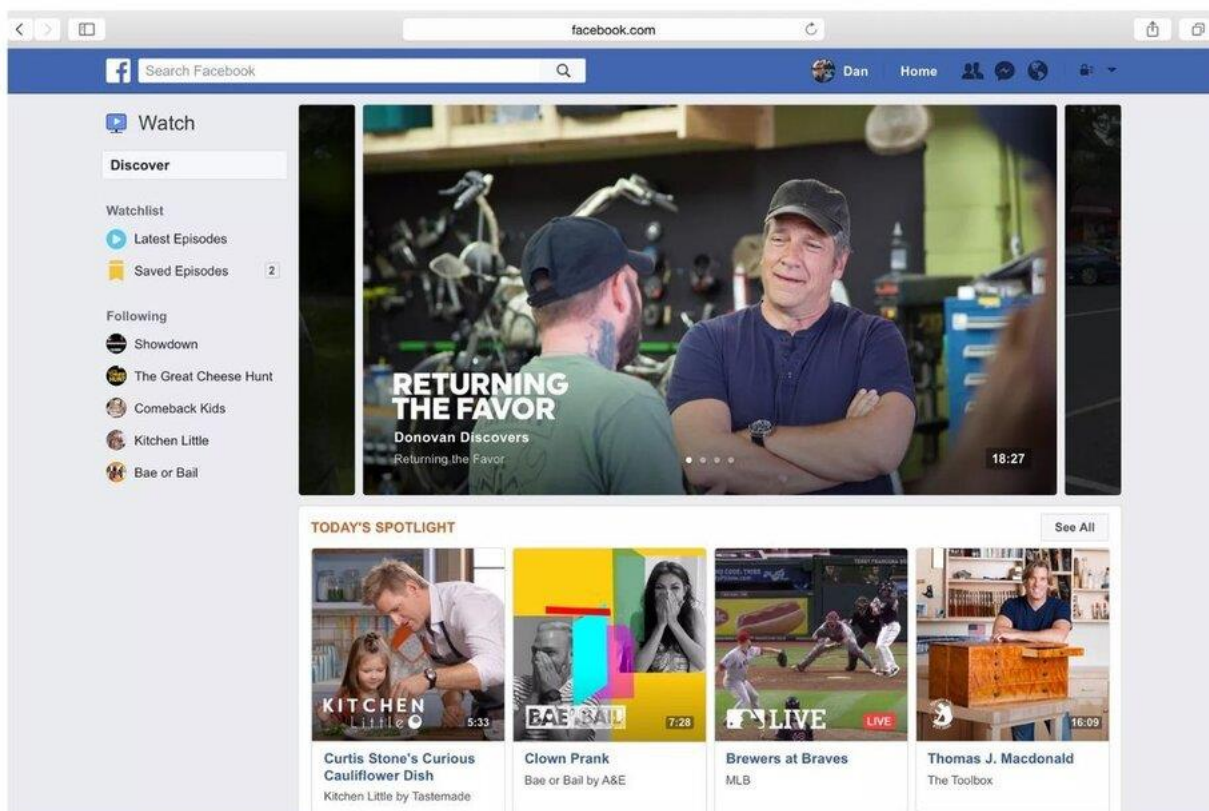 facebook.com
Search Facebook
Dan
Home
Watch
Discover
Watchlist
Latest Episodes
Saved Episodes 2
Following
Showdown
The Great Cheese Hunt
Comeback Kids
Kitchen Little
Bae or Bail
RETURNING
THE FAVOR
Donovan Discovers
Returning the Favor
18:27
TODAY'S SPOTLIGHT
See All
KITCHEN
Little
5:33
Curtis Stone's Curious
Cauliflower Dish
Kitchen Little by Tastemade
BAE BAIL
7:28
Clown Prank
Bae or Bail by A&E
LIVE
LIVE
Brewers at Braves
MLB
16:09
Thomas J. Macdonald
The Toolbox